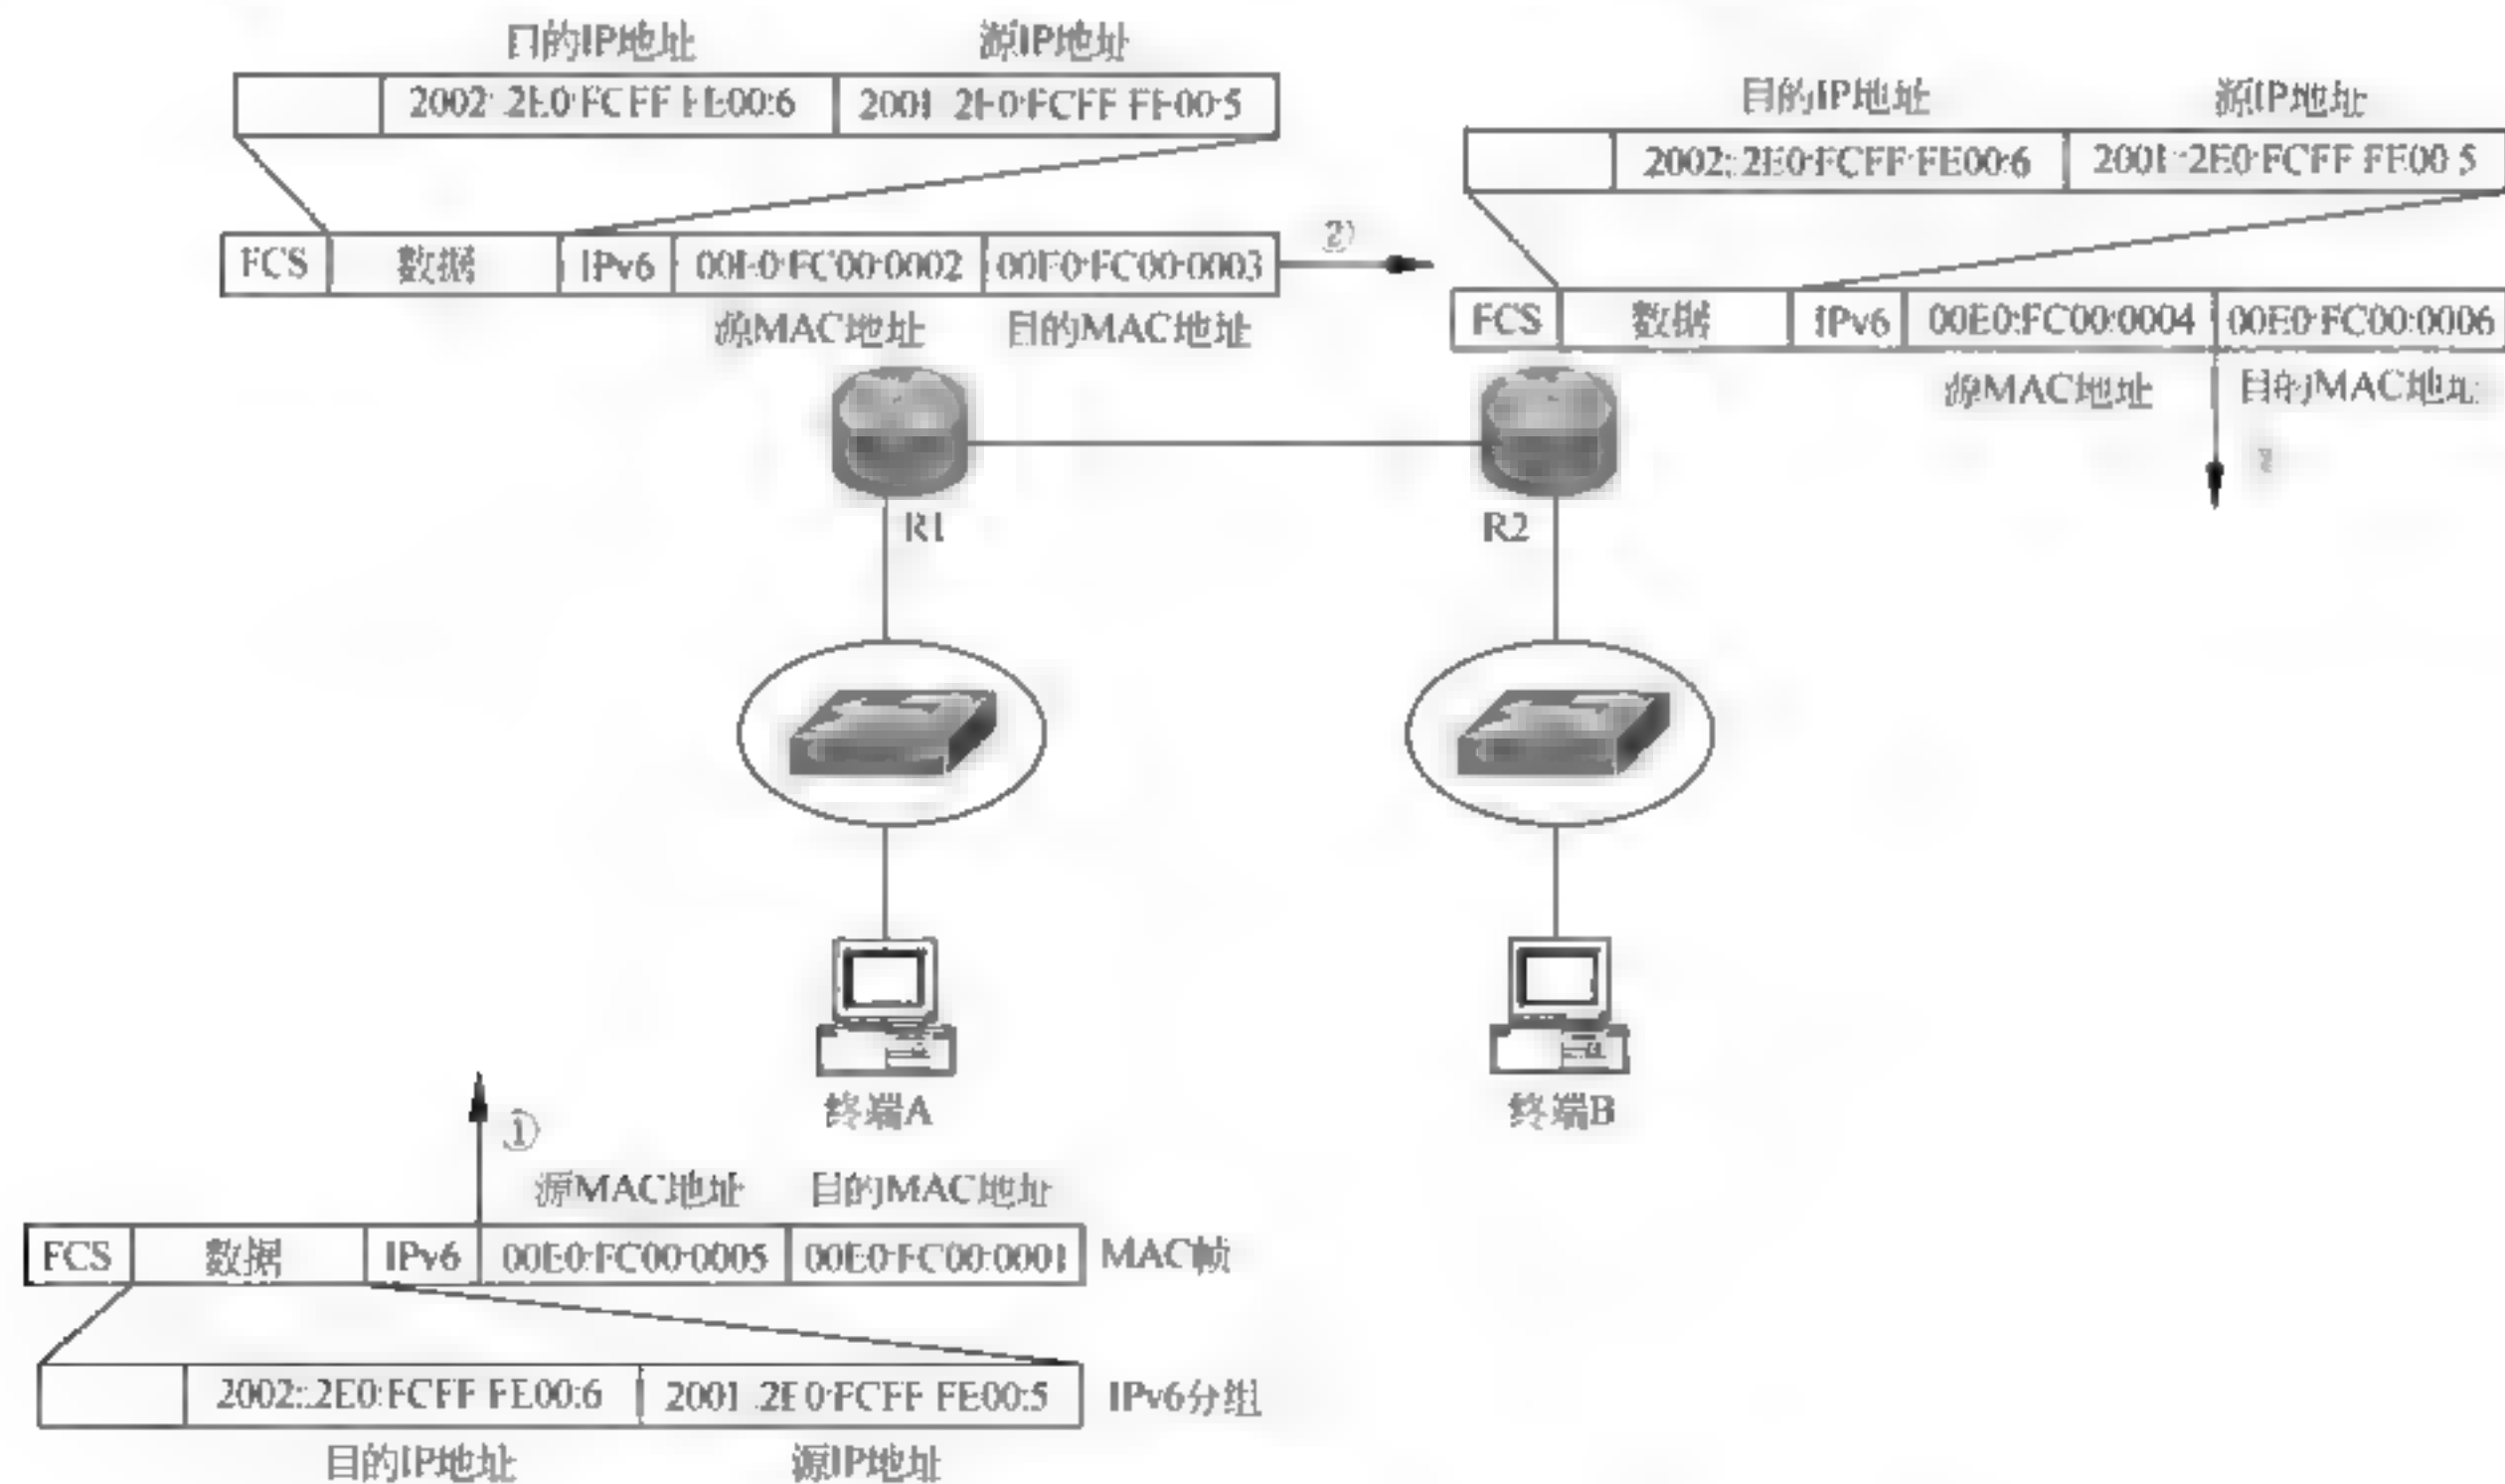 目的IP地址 源IP地址
2002::2E0:FCFF:FE00:6 2001::2E0:FCFF:FE00:5
FCS 数据 IPv6 00E0:FC00:0002 00E0:FC00:0003 ②
源MAC地址 目的MAC地址
目的IP地址 源IP地址
2002::2E0:FCFF:FE00:6 2001::2E0:FCFF:FE00:5
FCS 数据 IPv6 00E0:FC00:0004 00E0:FC00:0006
源MAC地址 目的MAC地址
R1 R2
终端A 终端B
①
源MAC地址 目的MAC地址
FCS 数据 IPv6 00E0:FC00:0005 00E0:FC00:0001 MAC帧
2002::2E0:FCFF:FE00:6 2001::2E0:FCFF:FE00:5 IPv6分组
目的IP地址 源IP地址